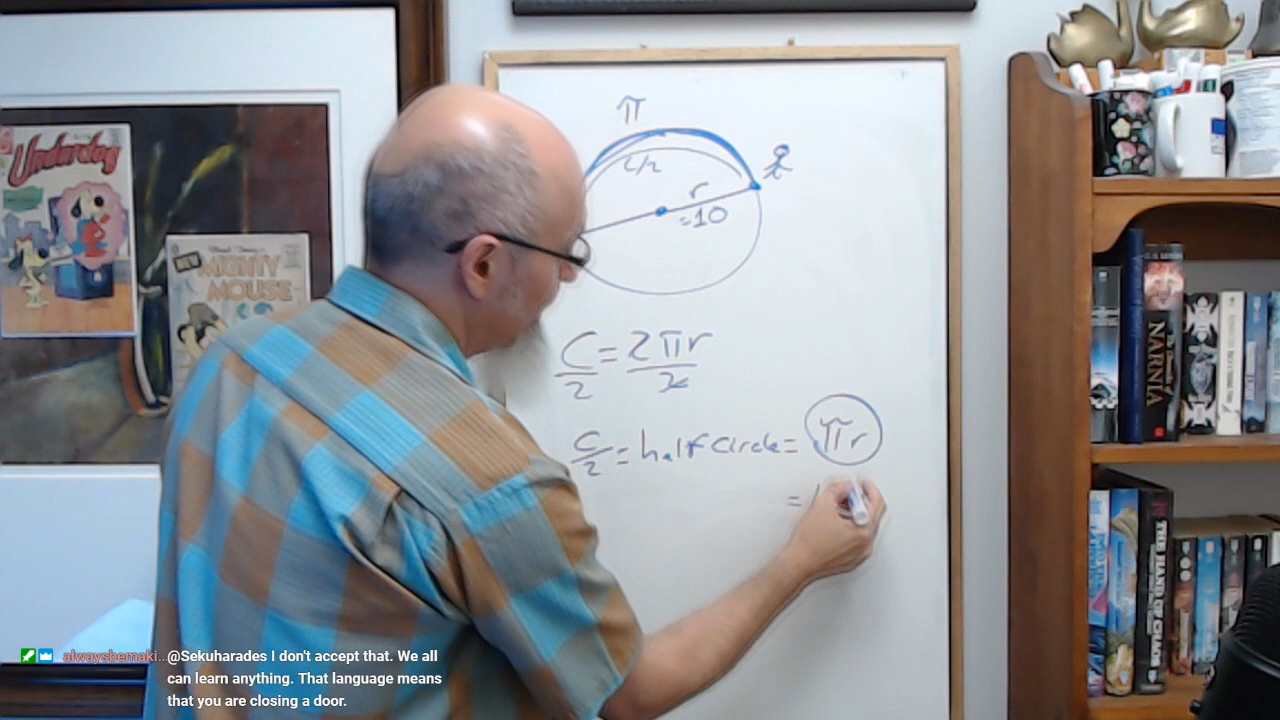 Underdog
NEW
MIGHTY
MOUSE
π
c/2
r
=10
C/2 = 2πr/2
C/2 = half circle = πr
=
NARNIA
THE HAND OF CHAOS
alwaysbemaki... @Sekuharades I don't accept that. We all
can learn anything. That language means
that you are closing a door.